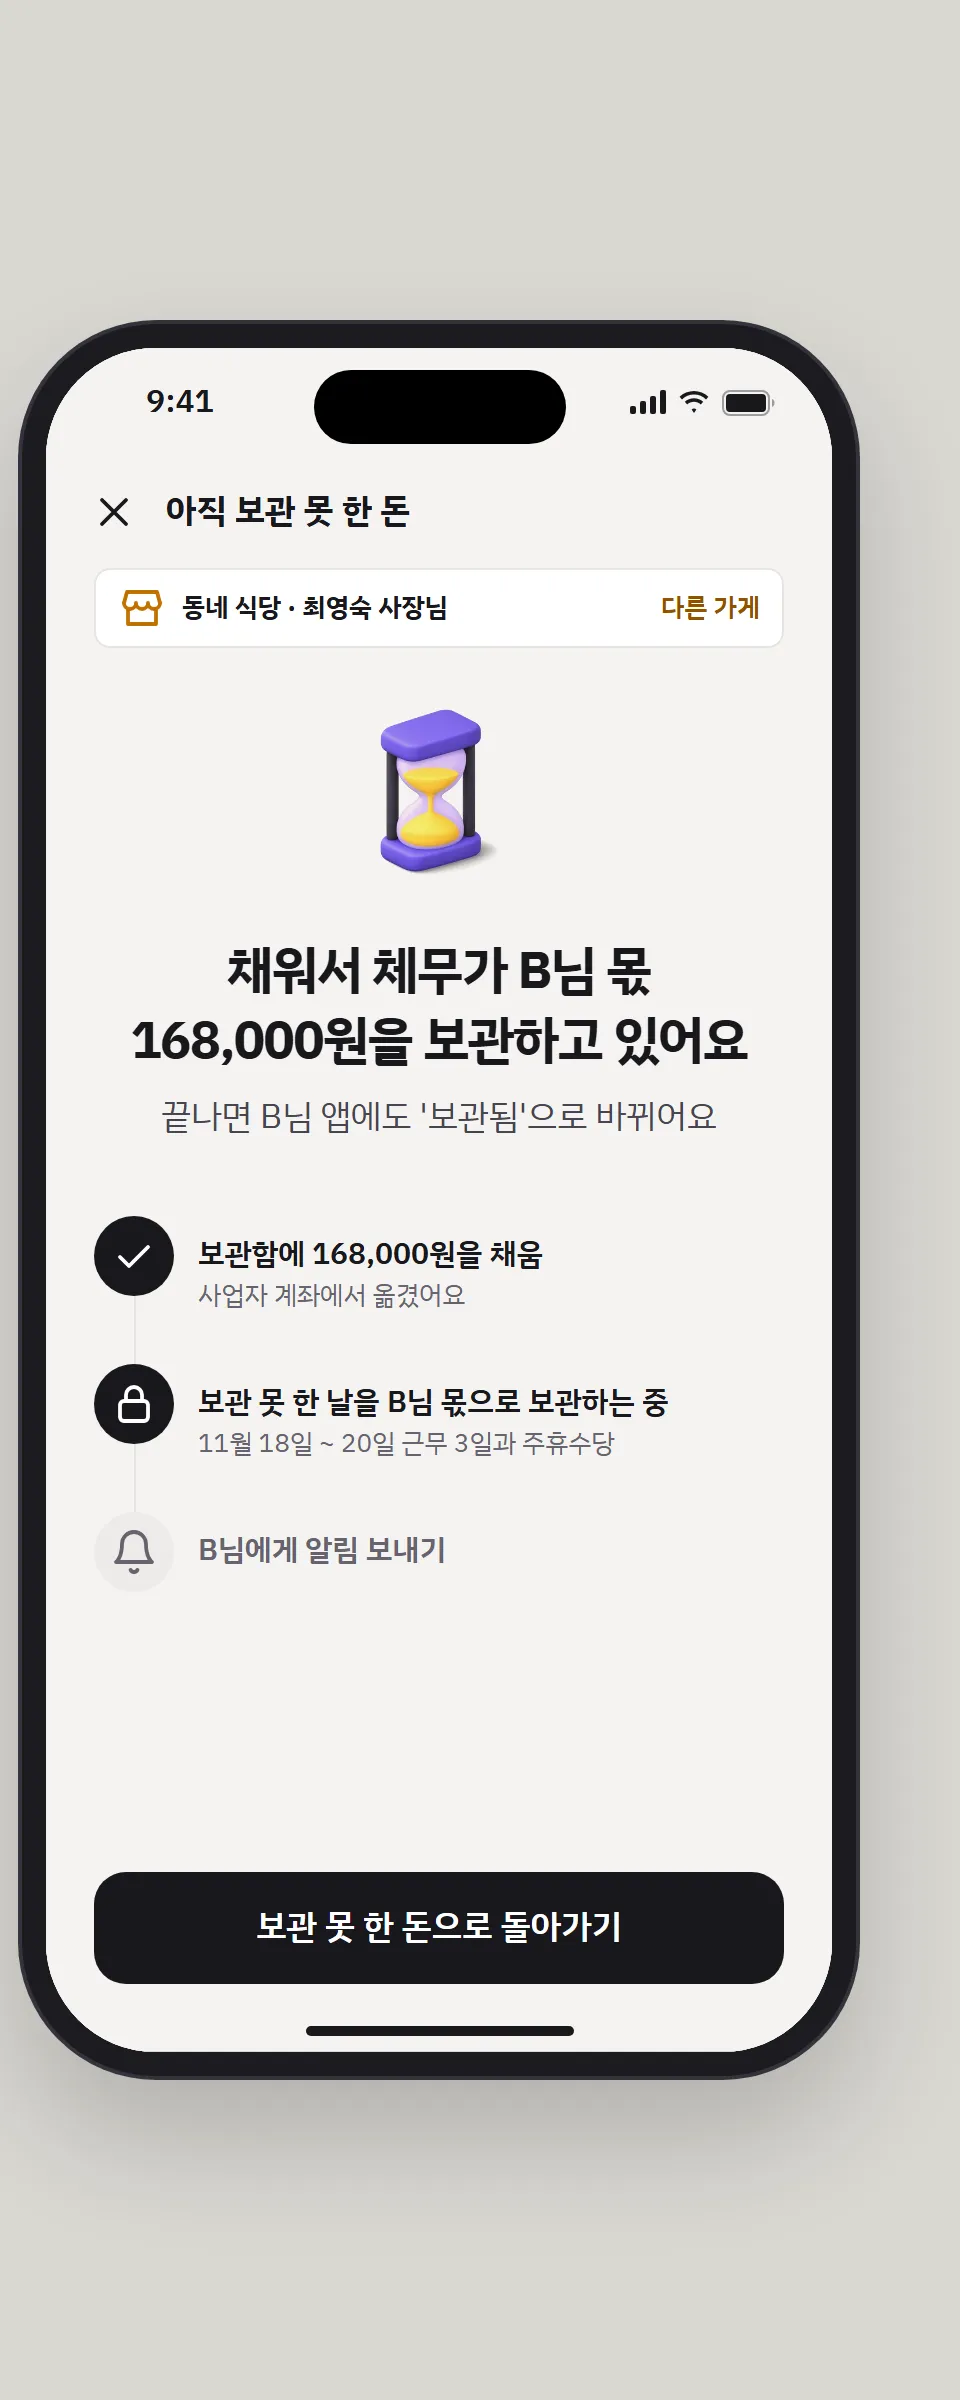 9:41
아직 보관 못 한 돈
동네 식당 · 최영숙 사장님
다른 가게
채워서 체무가 B님 몫
168,000원을 보관하고 있어요
끝나면 B님 앱에도 '보관됨'으로 바뀌어요
보관함에 168,000원을 채움
사업자 계좌에서 옮겼어요
보관 못 한 날을 B님 몫으로 보관하는 중
11월 18일 ~ 20일 근무 3일과 주휴수당
B님에게 알림 보내기
보관 못 한 돈으로 돌아가기